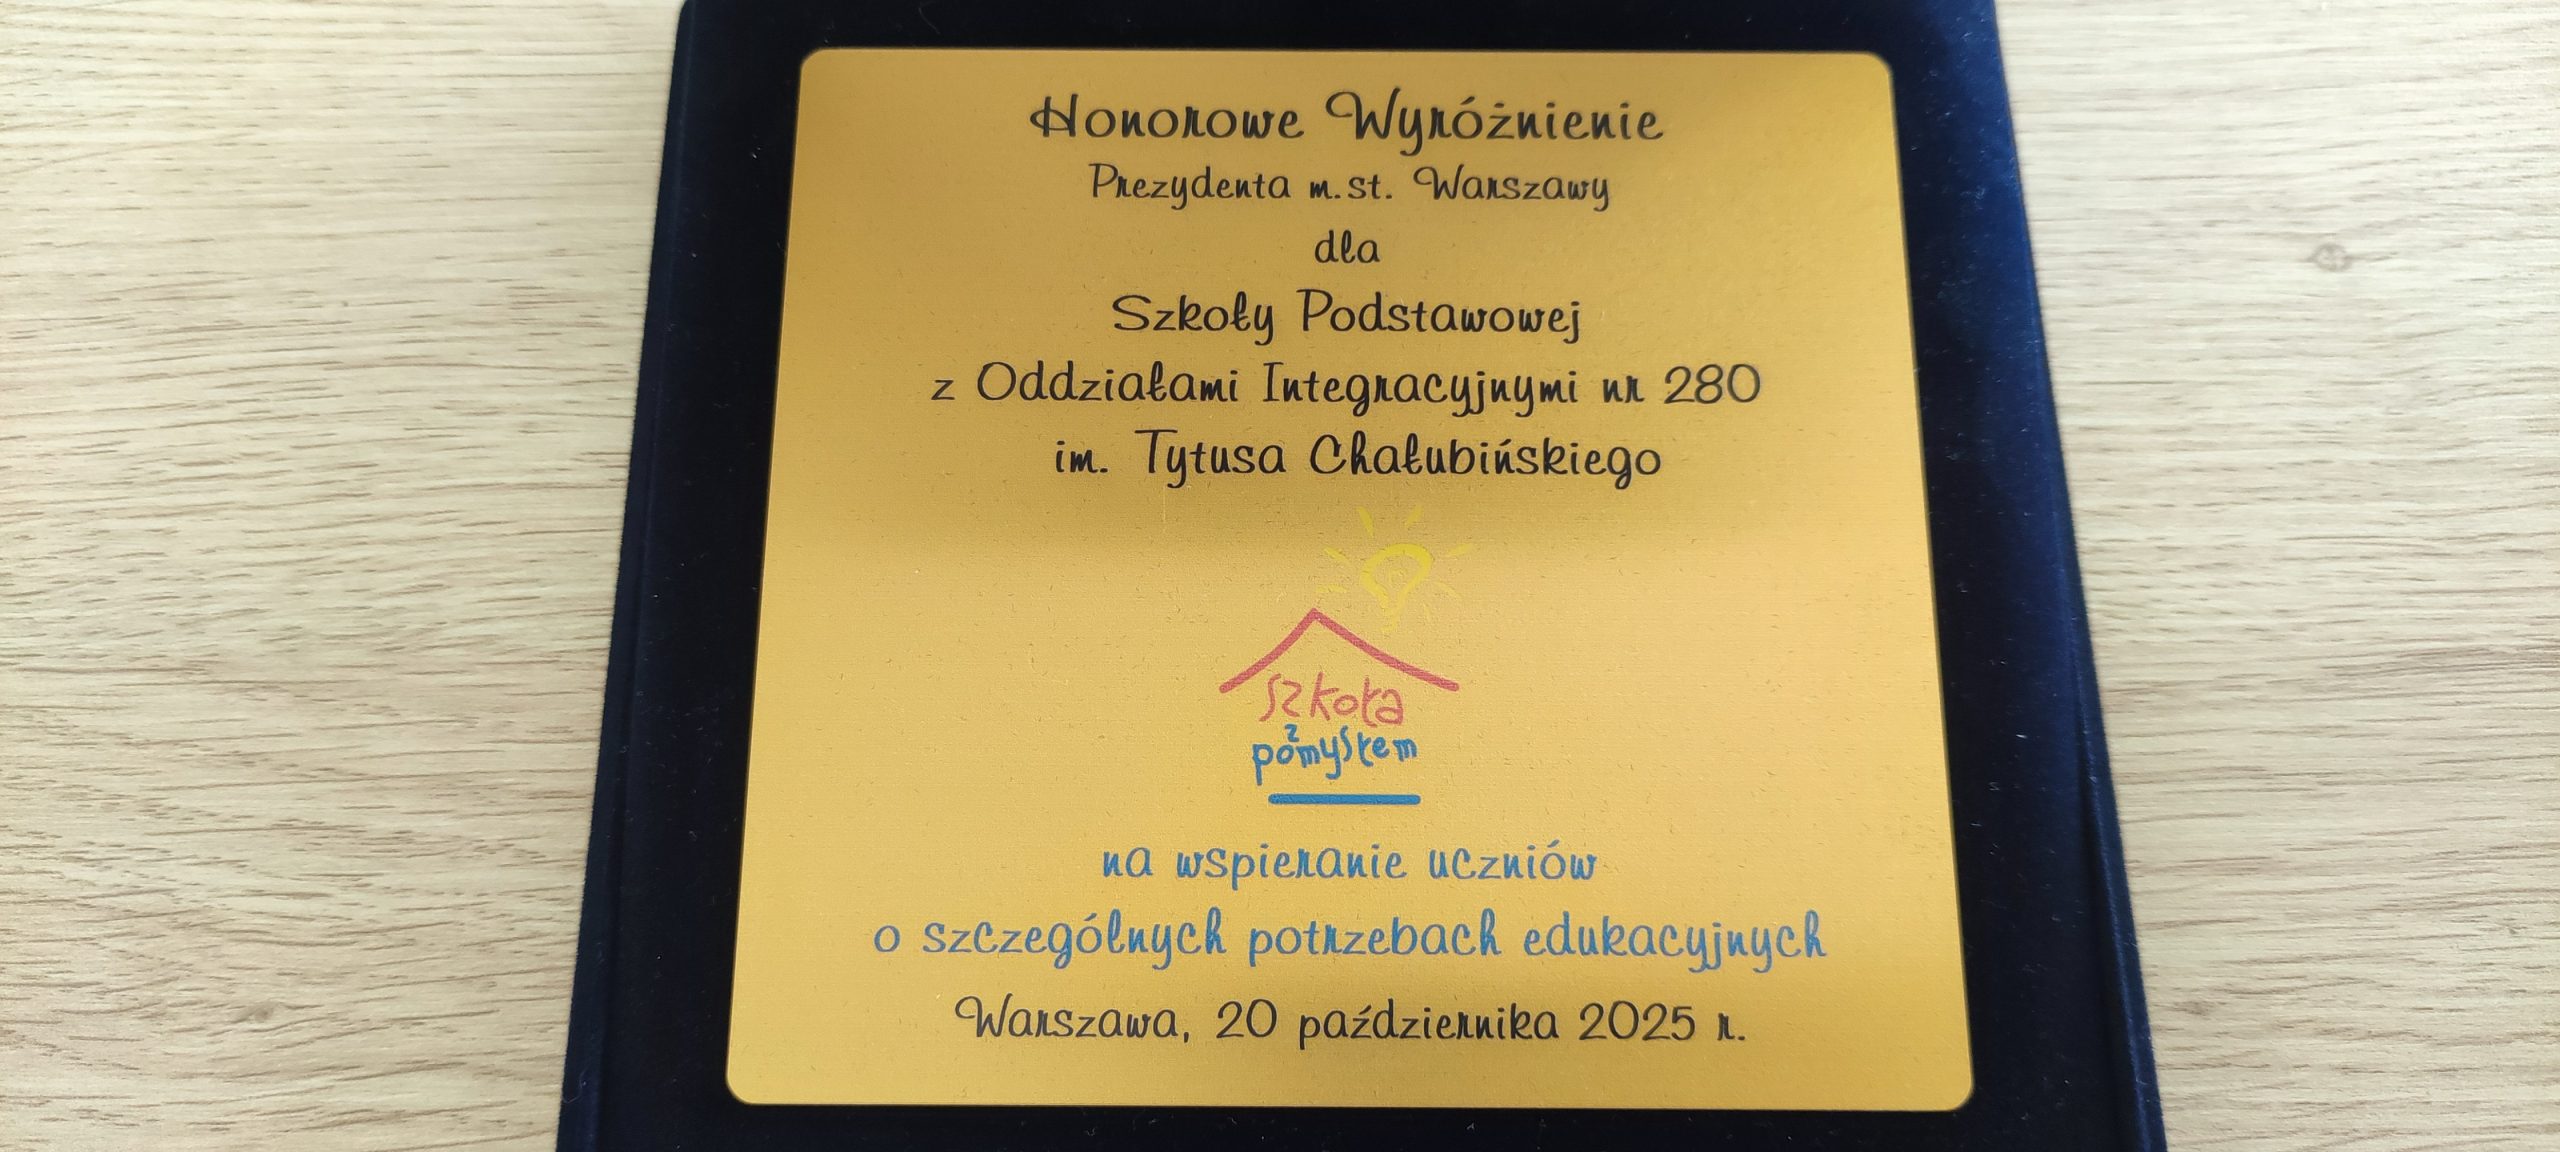 Honorowe Wyróżnienie
Prezydenta m.st. Warszawy
dla
Szkoły Podstawowej
z Oddziałami Integracyjnymi nr 280
im. Tytusa Chałubińskiego
szkoła
z
pomysłem
na wspieranie uczniów
o szczególnych potrzebach edukacyjnych
Warszawa, 20 października 2025 r.